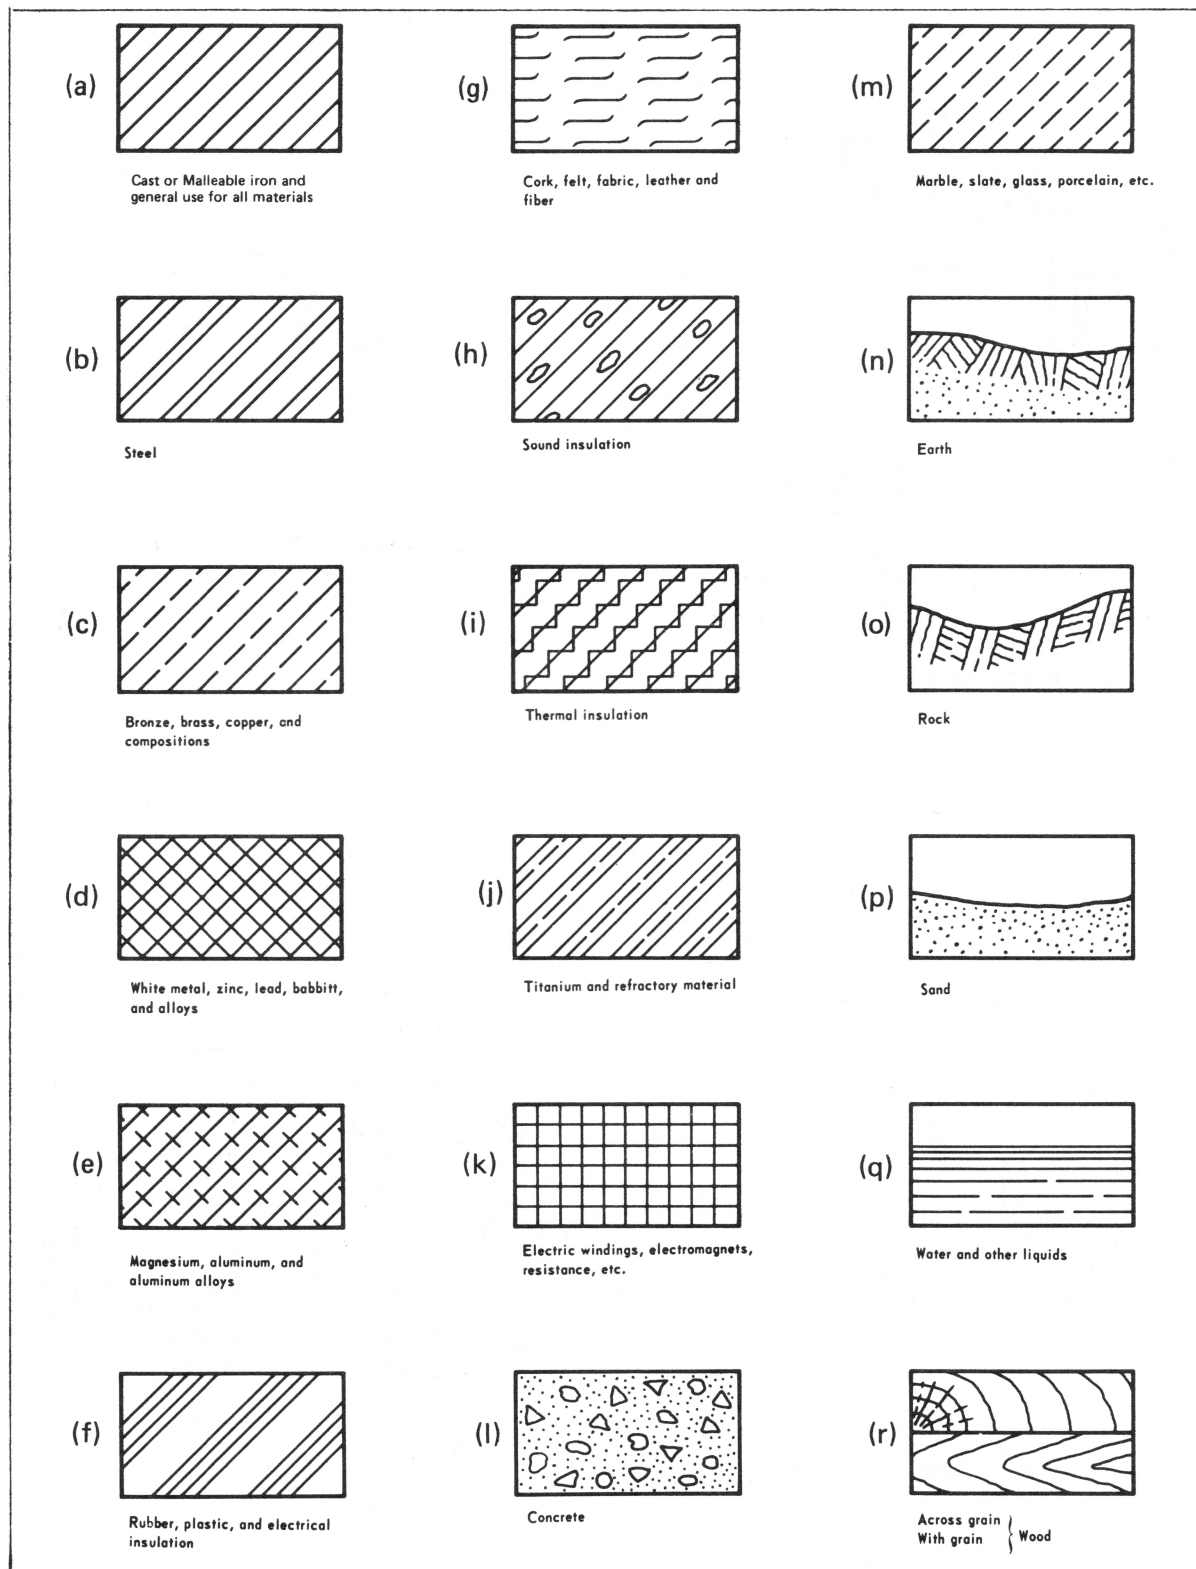 (a)
Cast or Malleable iron and
general use for all materials
(g)
Cork, felt, fabric, leather and
fiber
(m)
Marble, slate, glass, porcelain, etc.
(b)
Steel
(h)
Sound insulation
(n)
Earth
(c)
Bronze, brass, copper, and
compositions
(i)
Thermal insulation
(o)
Rock
(d)
White metal, zinc, lead, babbitt,
and alloys
(j)
Titanium and refractory material
(p)
Sand
(e)
Magnesium, aluminum, and
aluminum alloys
(k)
Electric windings, electromagnets,
resistance, etc.
(q)
Water and other liquids
(f)
Rubber, plastic, and electrical
insulation
(l)
Concrete
(r)
Across grain
With grain
Wood